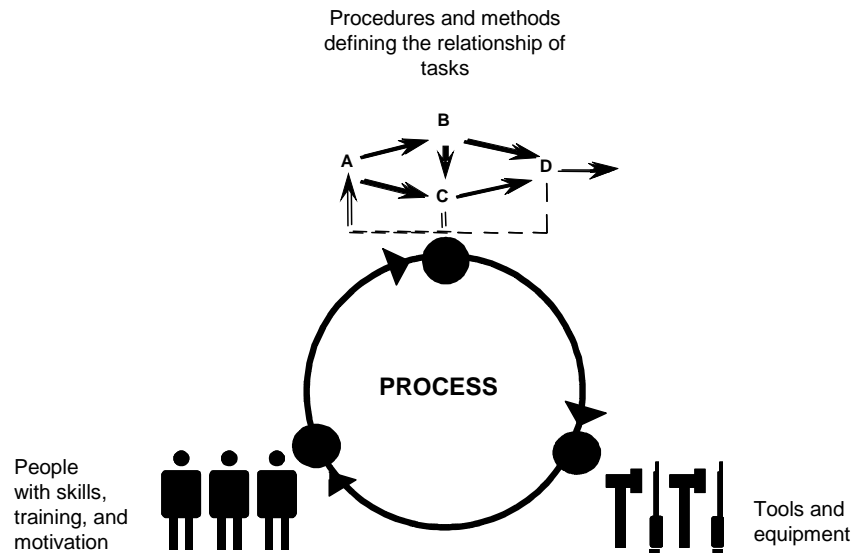 Procedures and methods
defining the relationship of
tasks
B
A
D
C
PROCESS
People
with skills,
training, and
motivation
Tools and
equipment